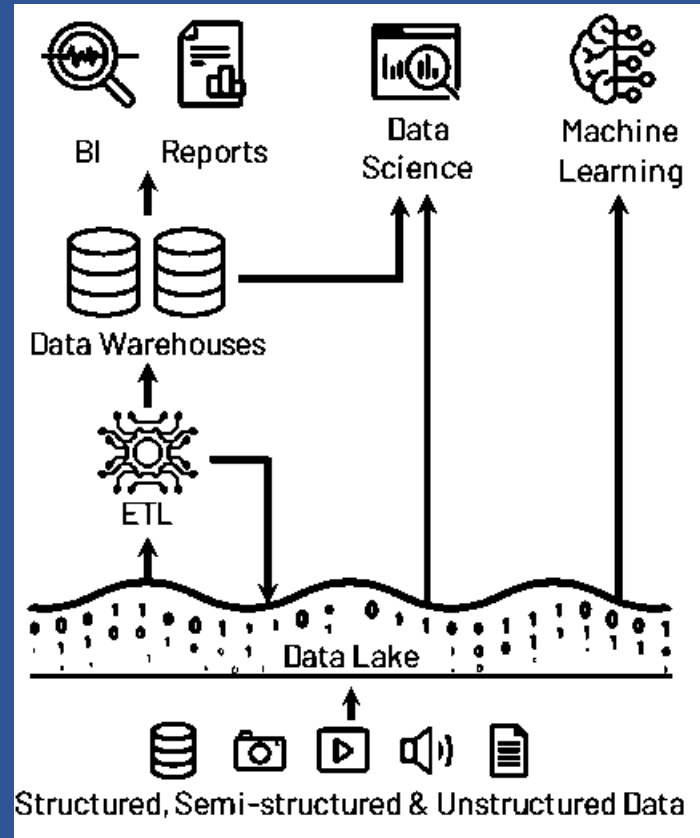 BI
Reports
Data
Science
Machine
Learning
Data Warehouses
ETL
Data Lake
Structured, Semi-structured & Unstructured Data